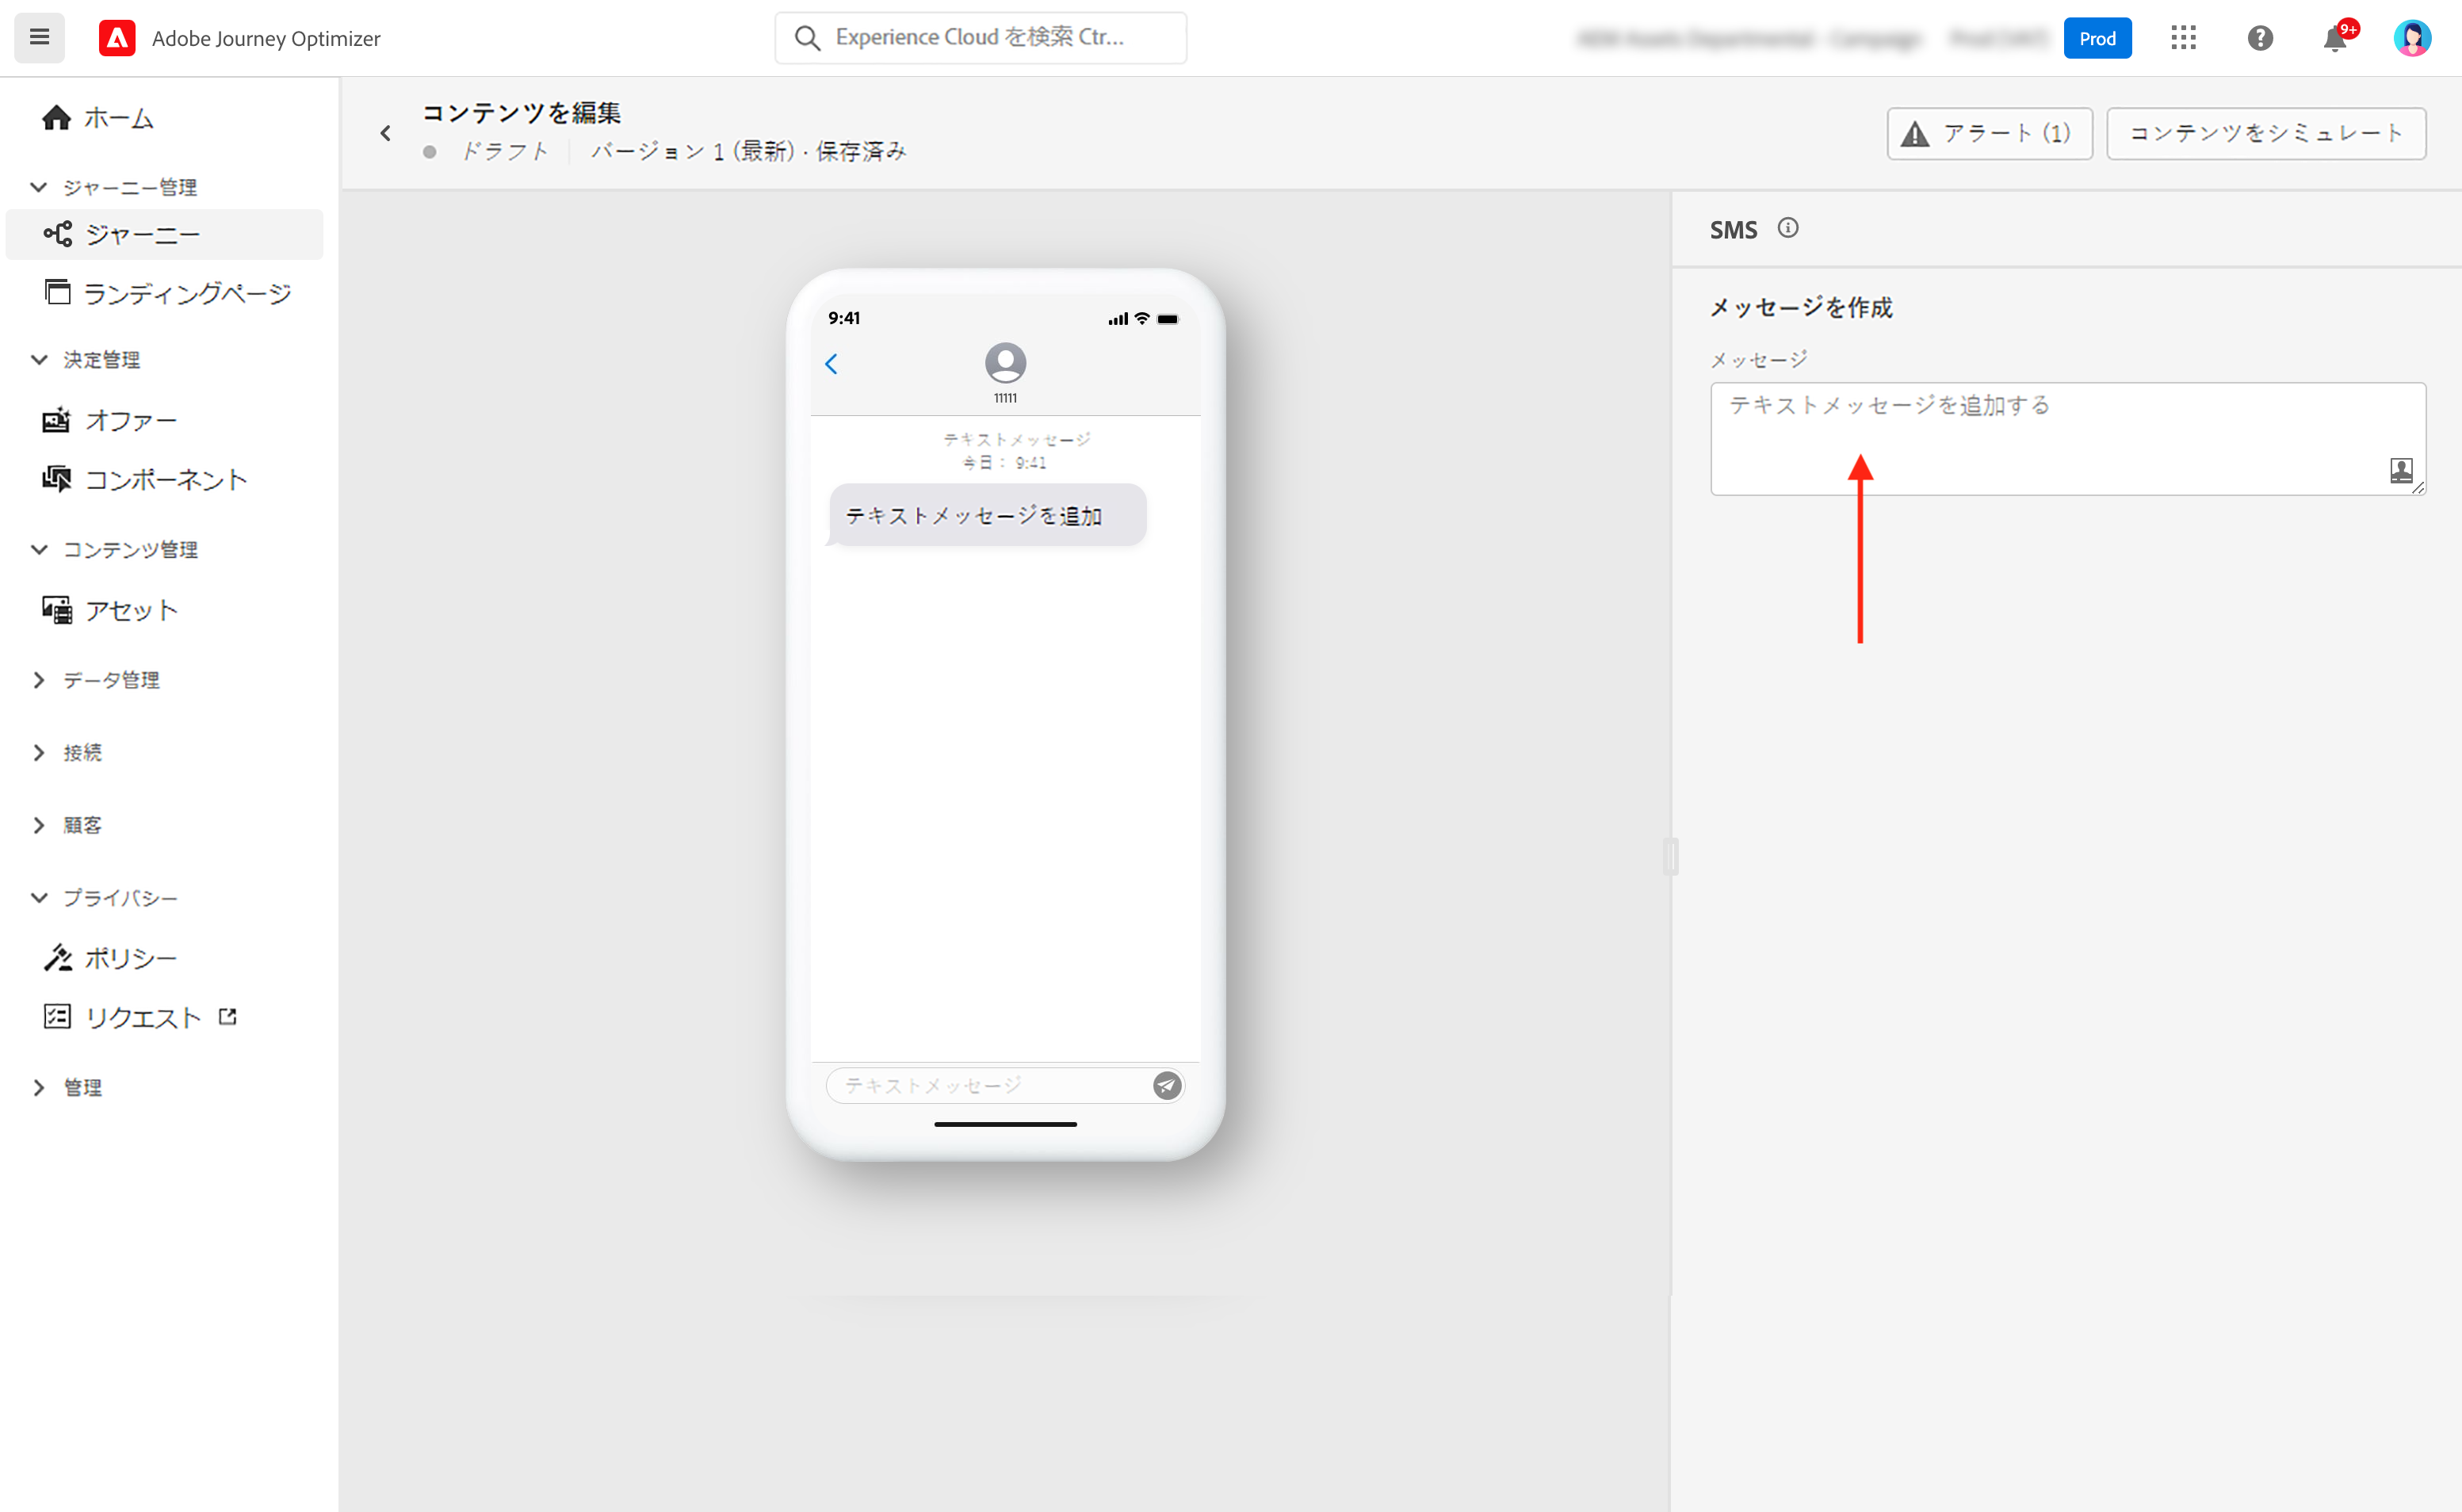 Adobe Journey Optimizer
Experience Cloud を検索 Ctr...
Prod
9+
ホーム
ジャーニー管理
ジャーニー
ランディングページ
決定管理
オファー
コンポーネント
コンテンツ管理
アセット
データ管理
接続
顧客
プライバシー
ポリシー
リクエスト
管理
コンテンツを編集
ドラフト
バージョン 1 (最新) · 保存済み
アラート (1)
コンテンツをシミュレート
9:41
11111
テキストメッセージ
今日： 9:41
テキストメッセージを追加
テキストメッセージ
SMS
メッセージを作成
メッセージ
テキストメッセージを追加する